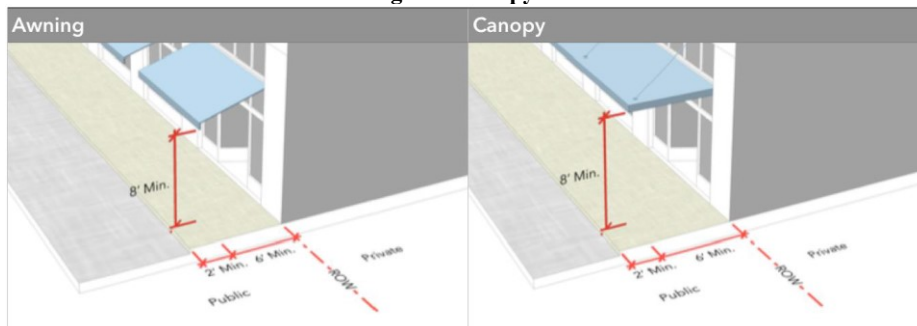 Awning
8' Min.
2' Min.
6' Min.
Public
ROW
Private
Canopy
8' Min.
2' Min.
6' Min.
Public
ROW
Private